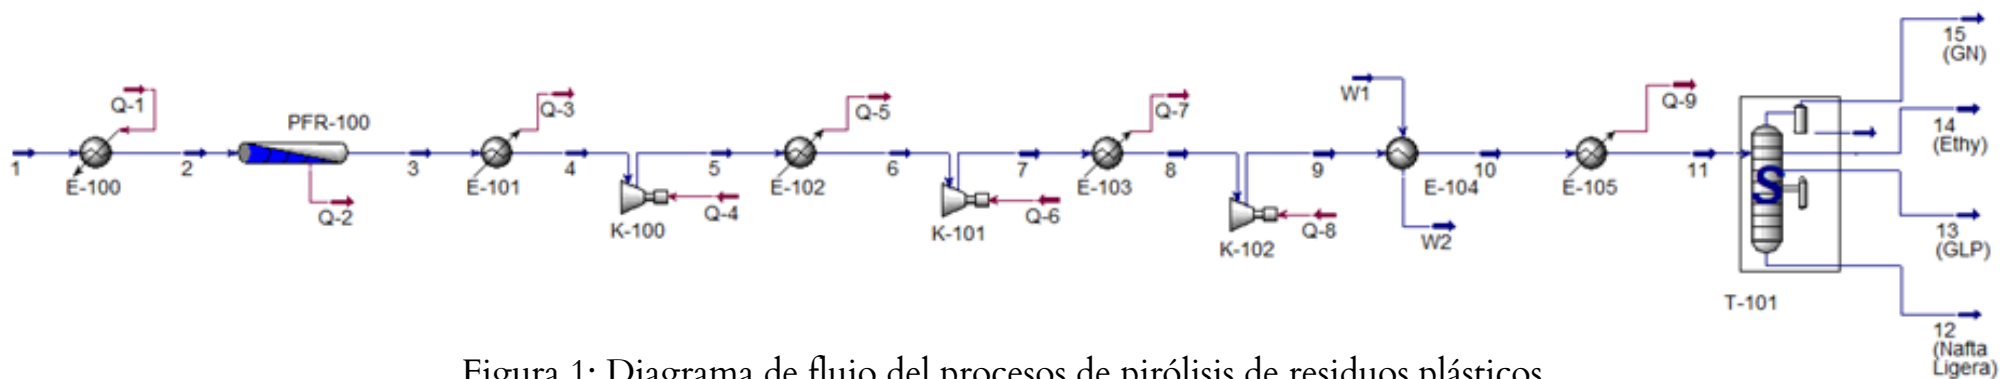 15
(GN)
W1
Q-1
Q-3
Q-5
Q-7
Q-9
PFR-100
14
(Ethy)
1
2
3
4
5
6
7
8
9
10
11
S
E-100
E-101
E-102
E-103
E-104
E-105
Q-2
Q-4
Q-6
Q-8
K-100
K-101
K-102
W2
13
(GLP)
T-101
12
(Nafta
Ligera)
Figura 1: Diagrama de flujo del procesos de pirólisis de residuos plásticos